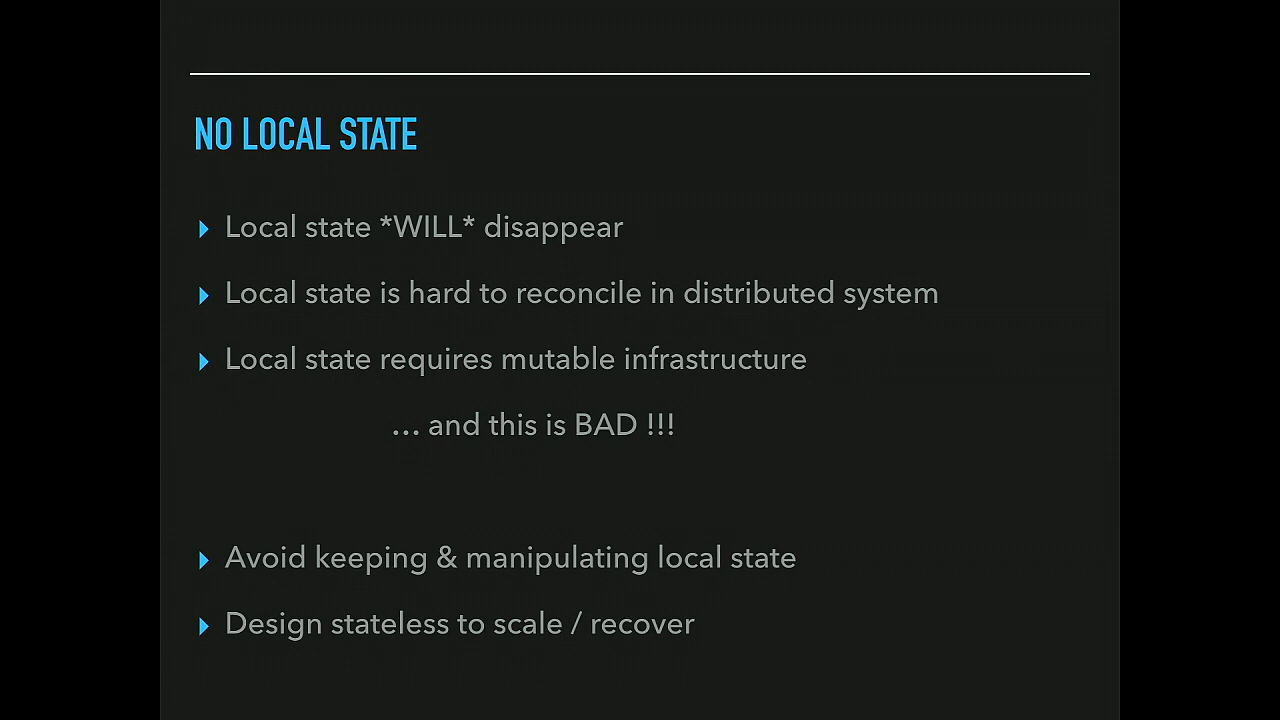 NO LOCAL STATE
Local state *WILL* disappear
Local state is hard to reconcile in distributed system
Local state requires mutable infrastructure
… and this is BAD !!!
Avoid keeping & manipulating local state
Design stateless to scale / recover